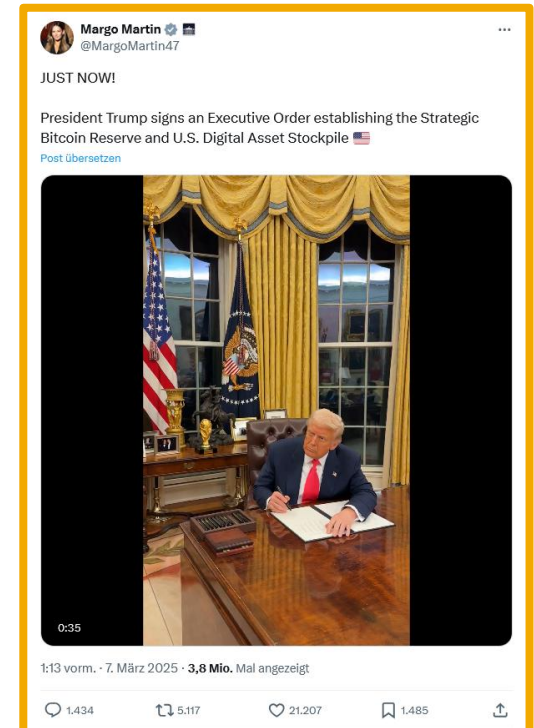 Margo Martin
@MargoMartin47
JUST NOW!
President Trump signs an Executive Order establishing the Strategic
Bitcoin Reserve and U.S. Digital Asset Stockpile 🇺🇸
Post übersetzen
0:35
1:13 vorm. · 7. März 2025 · 3,8 Mio. Mal angezeigt
1.434 5.117 21.207 1.485